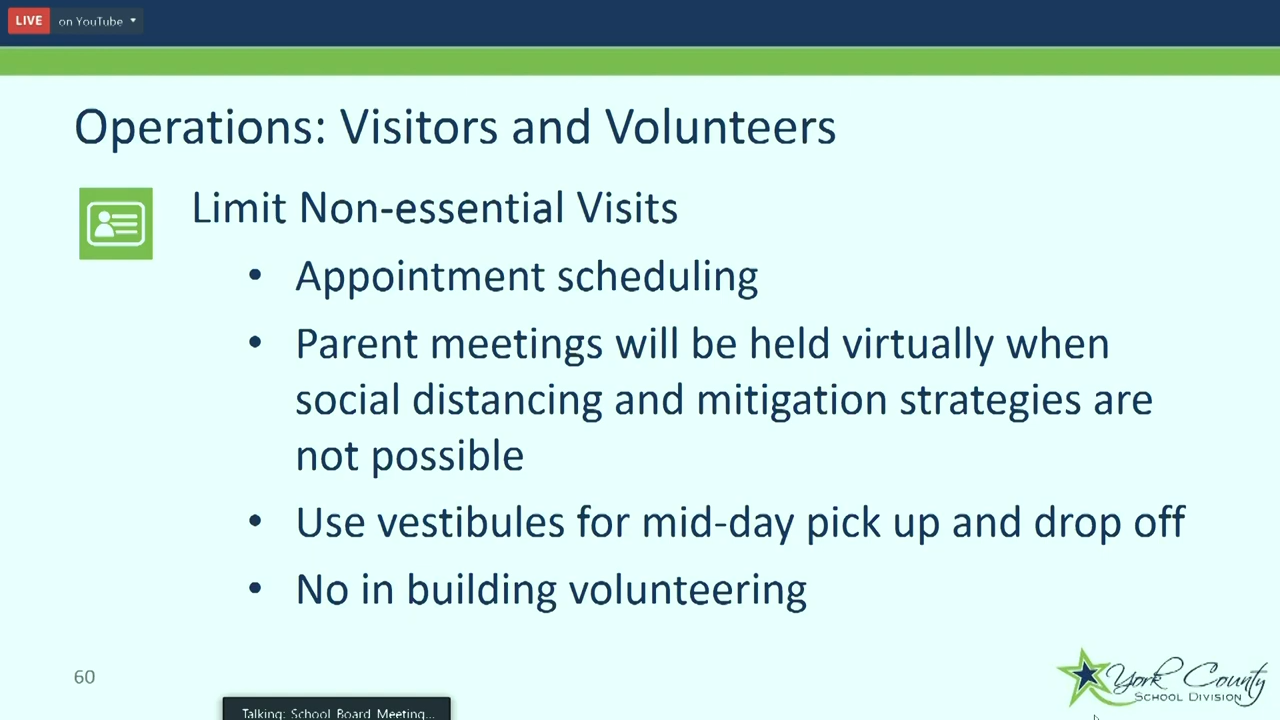 LIVE on YouTube
Operations: Visitors and Volunteers
Limit Non-essential Visits
• Appointment scheduling
• Parent meetings will be held virtually when
social distancing and mitigation strategies are
not possible
• Use vestibules for mid-day pick up and drop off
• No in building volunteering
60
York County
SCHOOL DIVISION
Talking: School Board Meeting...